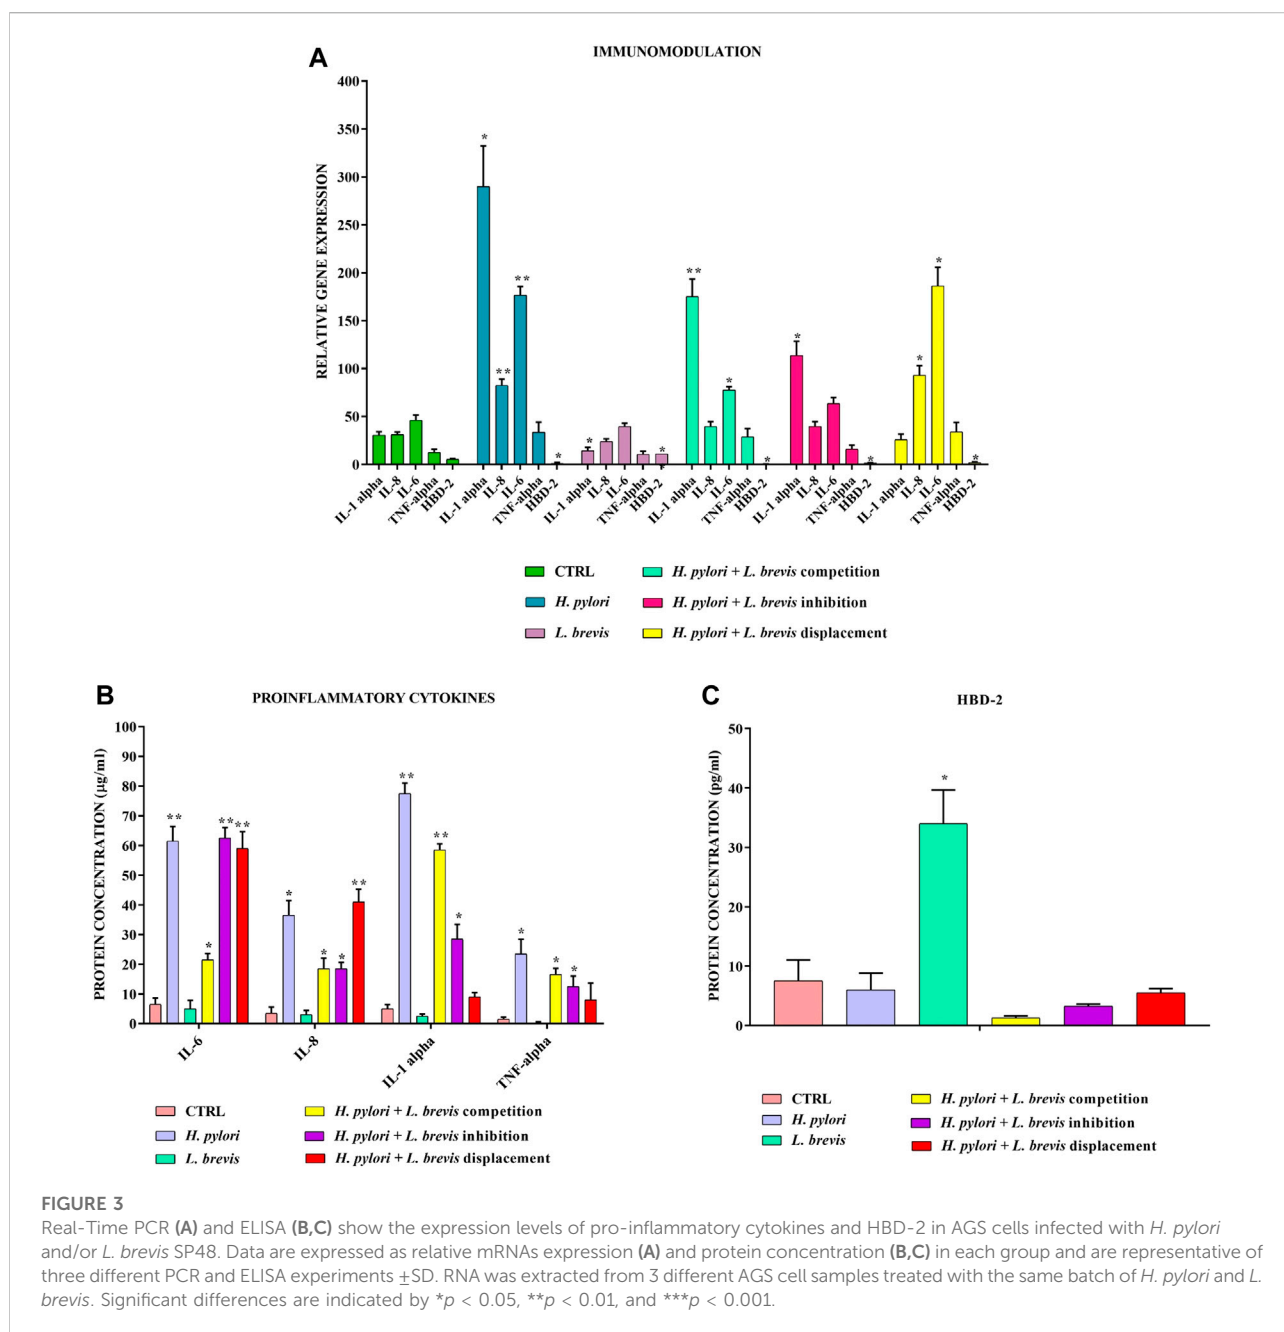 A
IMMUNOMODULATION
RELATIVE GENE EXPRESSION
400
350
300
250
200
150
100
50
0
* ** ** * * * * ** * * * * * * * *
IL-1 alpha IL-8 IL-6 TNF-alpha HBD-2 IL-1 alpha IL-8 IL-6 TNF-alpha HBD-2 IL-1 alpha IL-8 IL-6 TNF-alpha HBD-2 IL-1 alpha IL-8 IL-6 TNF-alpha HBD-2 IL-1 alpha IL-8 IL-6 TNF-alpha HBD-2 IL-1 alpha IL-8 IL-6 TNF-alpha HBD-2
CTRL H. pylori + L. brevis competition
H. pylori H. pylori + L. brevis inhibition
L. brevis H. pylori + L. brevis displacement
B
PROINFLAMMATORY CYTOKINES
PROTEIN CONCENTRATION (µg/ml)
100
90
80
70
60
50
40
30
20
10
0
** * ** ** * * * ** ** ** * * * *
IL-6 IL-8 IL-1 alpha TNF-alpha
CTRL H. pylori + L. brevis competition
H. pylori H. pylori + L. brevis inhibition
L. brevis H. pylori + L. brevis displacement
C
HBD-2
PROTEIN CONCENTRATION (pg/ml)
50
40
30
20
10
0
*
CTRL H. pylori + L. brevis competition
H. pylori H. pylori + L. brevis inhibition
L. brevis H. pylori + L. brevis displacement
FIGURE 3
Real-Time PCR (A) and ELISA (B,C) show the expression levels of pro-inflammatory cytokines and HBD-2 in AGS cells infected with H. pylori
and/or L. brevis SP48. Data are expressed as relative mRNAs expression (A) and protein concentration (B,C) in each group and are representative of
three different PCR and ELISA experiments ±SD. RNA was extracted from 3 different AGS cell samples treated with the same batch of H. pylori and L.
brevis. Significant differences are indicated by *p < 0.05, **p < 0.01, and ***p < 0.001.